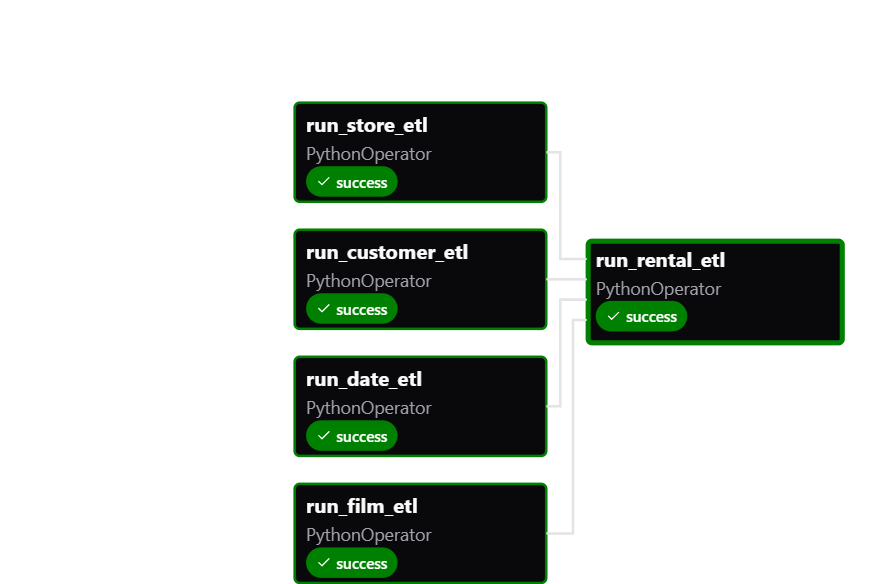 run_store_etl
PythonOperator
success
run_customer_etl
PythonOperator
success
run_date_etl
PythonOperator
success
run_film_etl
PythonOperator
success
run_rental_etl
PythonOperator
success